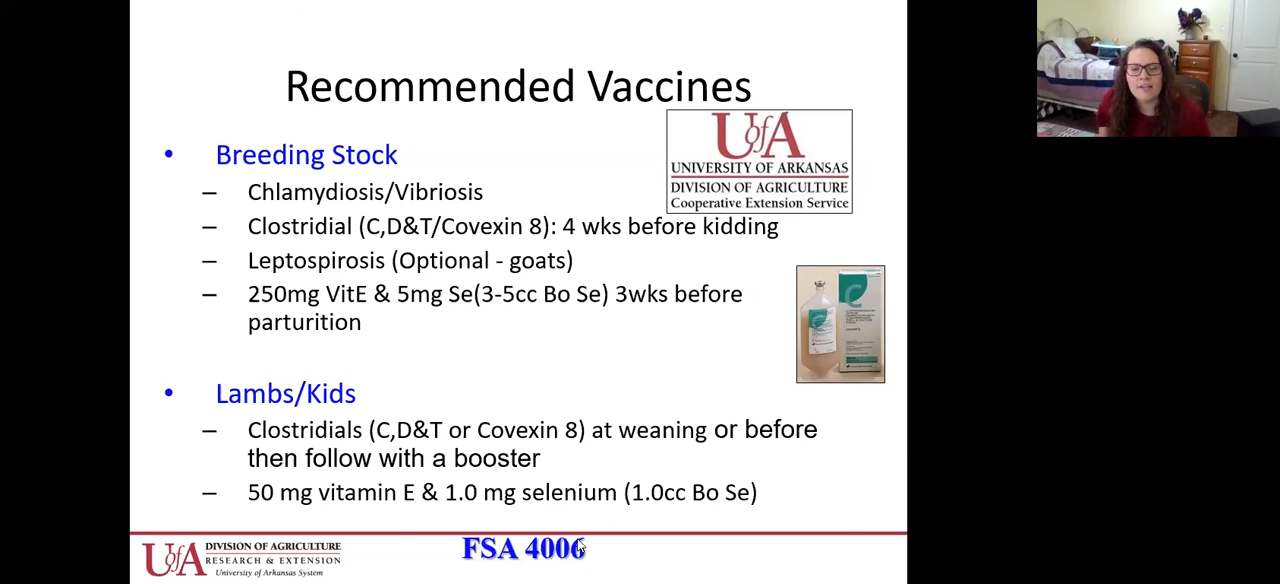 Recommended Vaccines
UofA
UNIVERSITY OF ARKANSAS
DIVISION OF AGRICULTURE
Cooperative Extension Service
• Breeding Stock
– Chlamydiosis/Vibriosis
– Clostridial (C,D&T/Covexin 8): 4 wks before kidding
– Leptospirosis (Optional - goats)
– 250mg VitE & 5mg Se(3-5cc Bo Se) 3wks before
parturition
C
• Lambs/Kids
– Clostridials (C,D&T or Covexin 8) at weaning or before
then follow with a booster
– 50 mg vitamin E & 1.0 mg selenium (1.0cc Bo Se)
UofA
DIVISION OF AGRICULTURE
RESEARCH & EXTENSION
University of Arkansas System
FSA 4006